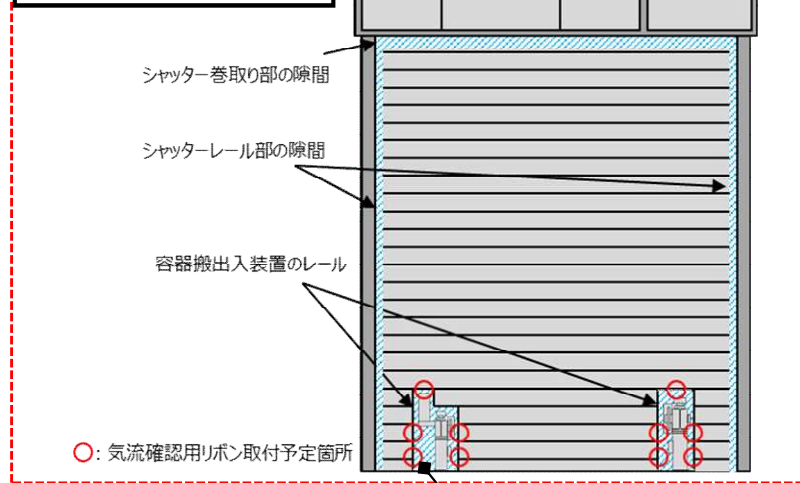 シャッター巻取り部の隙間
シャッターレール部の隙間
容器搬出入装置のレール
○：気流確認用リボン取付予定箇所